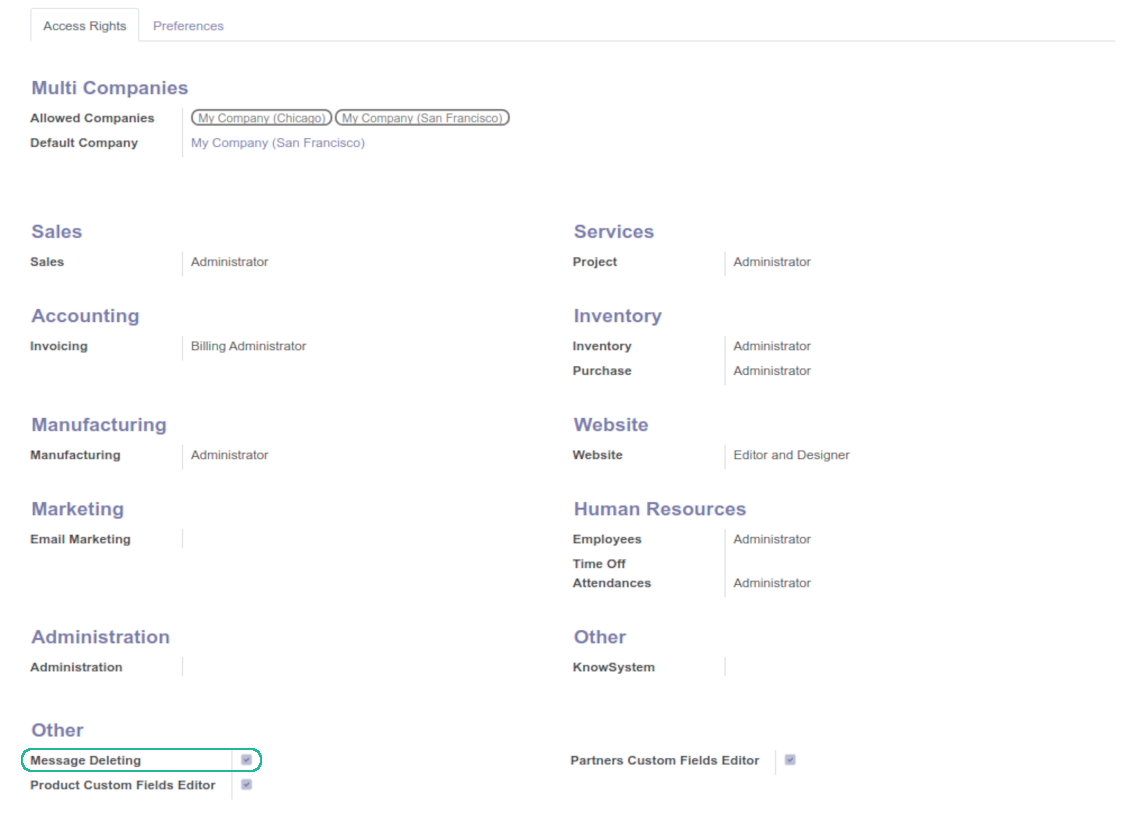 Access Rights Preferences
Multi Companies
Allowed Companies My Company (Chicago) My Company (San Francisco)
Default Company My Company (San Francisco)
Sales
Sales Administrator
Services
Project Administrator
Accounting
Invoicing Billing Administrator
Inventory
Inventory Administrator
Purchase Administrator
Manufacturing
Manufacturing Administrator
Website
Website Editor and Designer
Marketing
Email Marketing
Human Resources
Employees Administrator
Time Off
Attendances Administrator
Administration
Administration
Other
KnowSystem
Other
Message Deleting
Product Custom Fields Editor
Partners Custom Fields Editor